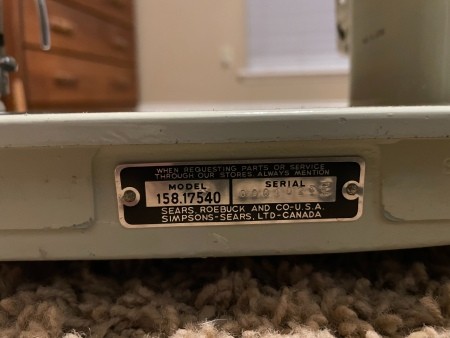 WHEN REQUESTING PARTS OR SERVICE
THROUGH OUR STORES, ALWAYS MENTION
MODEL SERIAL
158.17540
SEARS, ROEBUCK AND CO-U.S.A.
SIMPSONS-SEARS, LTD-CANADA